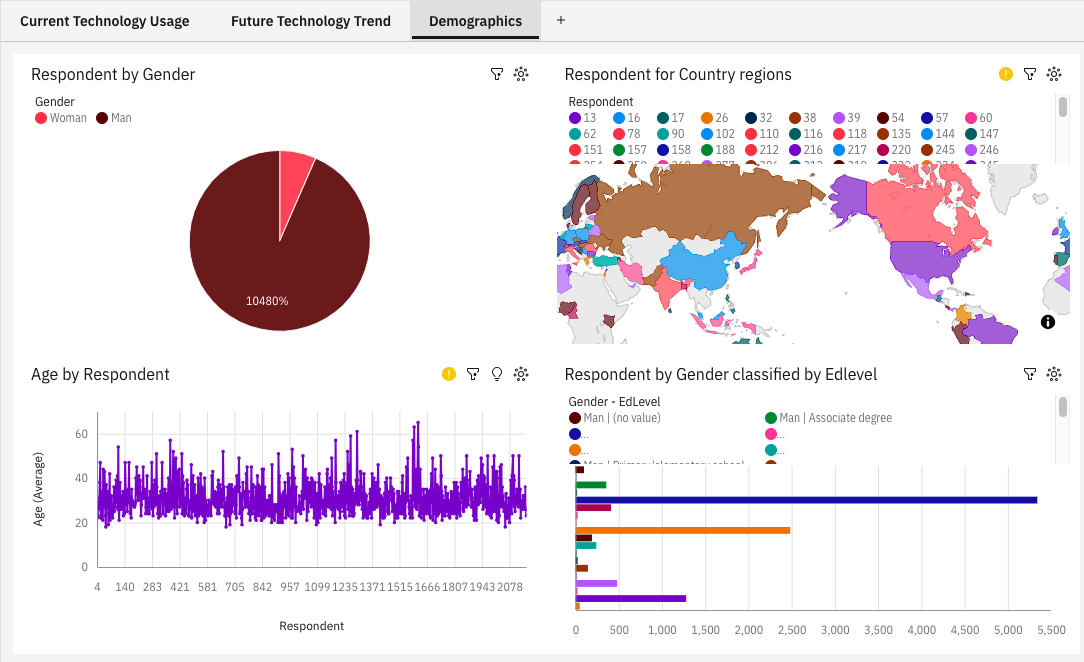 Current Technology Usage Future Technology Trend Demographics +
Respondent by Gender
Gender
Woman Man
10480%
Respondent for Country regions
Respondent
13 16 17 26 32 38 39 54 57 60
62 78 90 102 110 116 118 135 144 147
151 157 158 188 212 216 217 220 245 246
Age by Respondent
Age (Average)
60
40
20
0
4 140 283 421 581 705 842 957 1099 1235 1371 1515 1666 1807 1943 2078
Respondent
Respondent by Gender classified by Edlevel
Gender - EdLevel
Man | (no value) Man | Associate degree
... ...
... ...
0 500 1,000 1,500 2,000 2,500 3,000 3,500 4,000 4,500 5,000 5,500